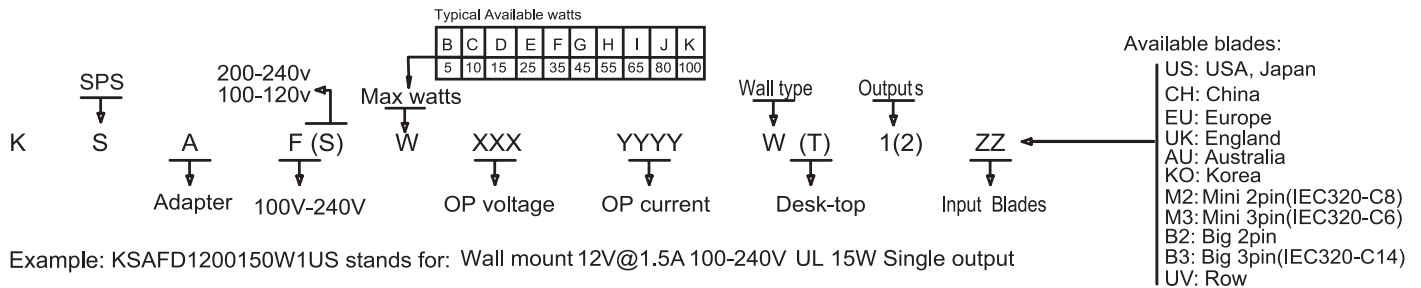 Typical Available watts
B C D E F G H I J K
5 10 15 25 35 45 55 65 80 100
SPS
200-240v
100-120v
Max watts
Wall type
Outputs
K S A F (S) W XXX YYYY W (T) 1(2) ZZ
Adapter
100V-240V
OP voltage
OP current
Desk-top
Input Blades
Available blades:
US: USA, Japan
CH: China
EU: Europe
UK: England
AU: Australia
KO: Korea
M2: Mini 2pin(IEC320-C8)
M3: Mini 3pin(IEC320-C6)
B2: Big 2pin
B3: Big 3pin(IEC320-C14)
UV: Row
Example: KSAFD1200150W1US stands for: Wall mount 12V@1.5A 100-240V UL 15W Single output